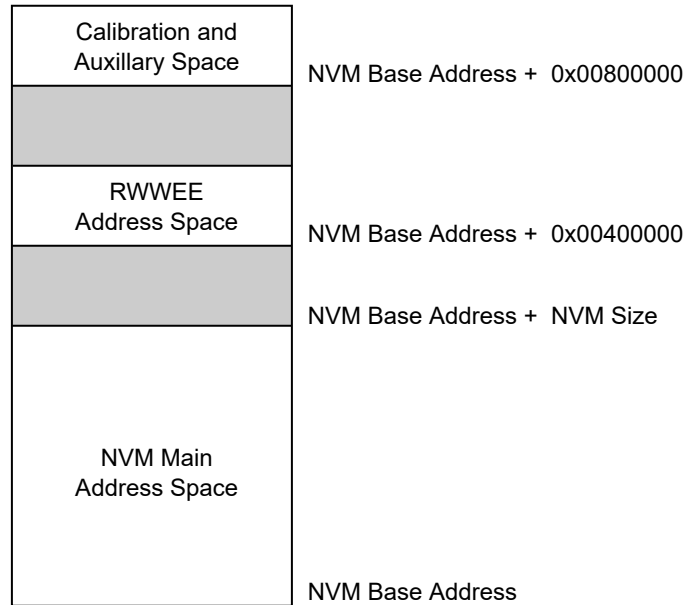 Calibration and
Auxillary Space
NVM Base Address + 0x00800000
RWWEE
Address Space
NVM Base Address + 0x00400000
NVM Base Address + NVM Size
NVM Main
Address Space
NVM Base Address